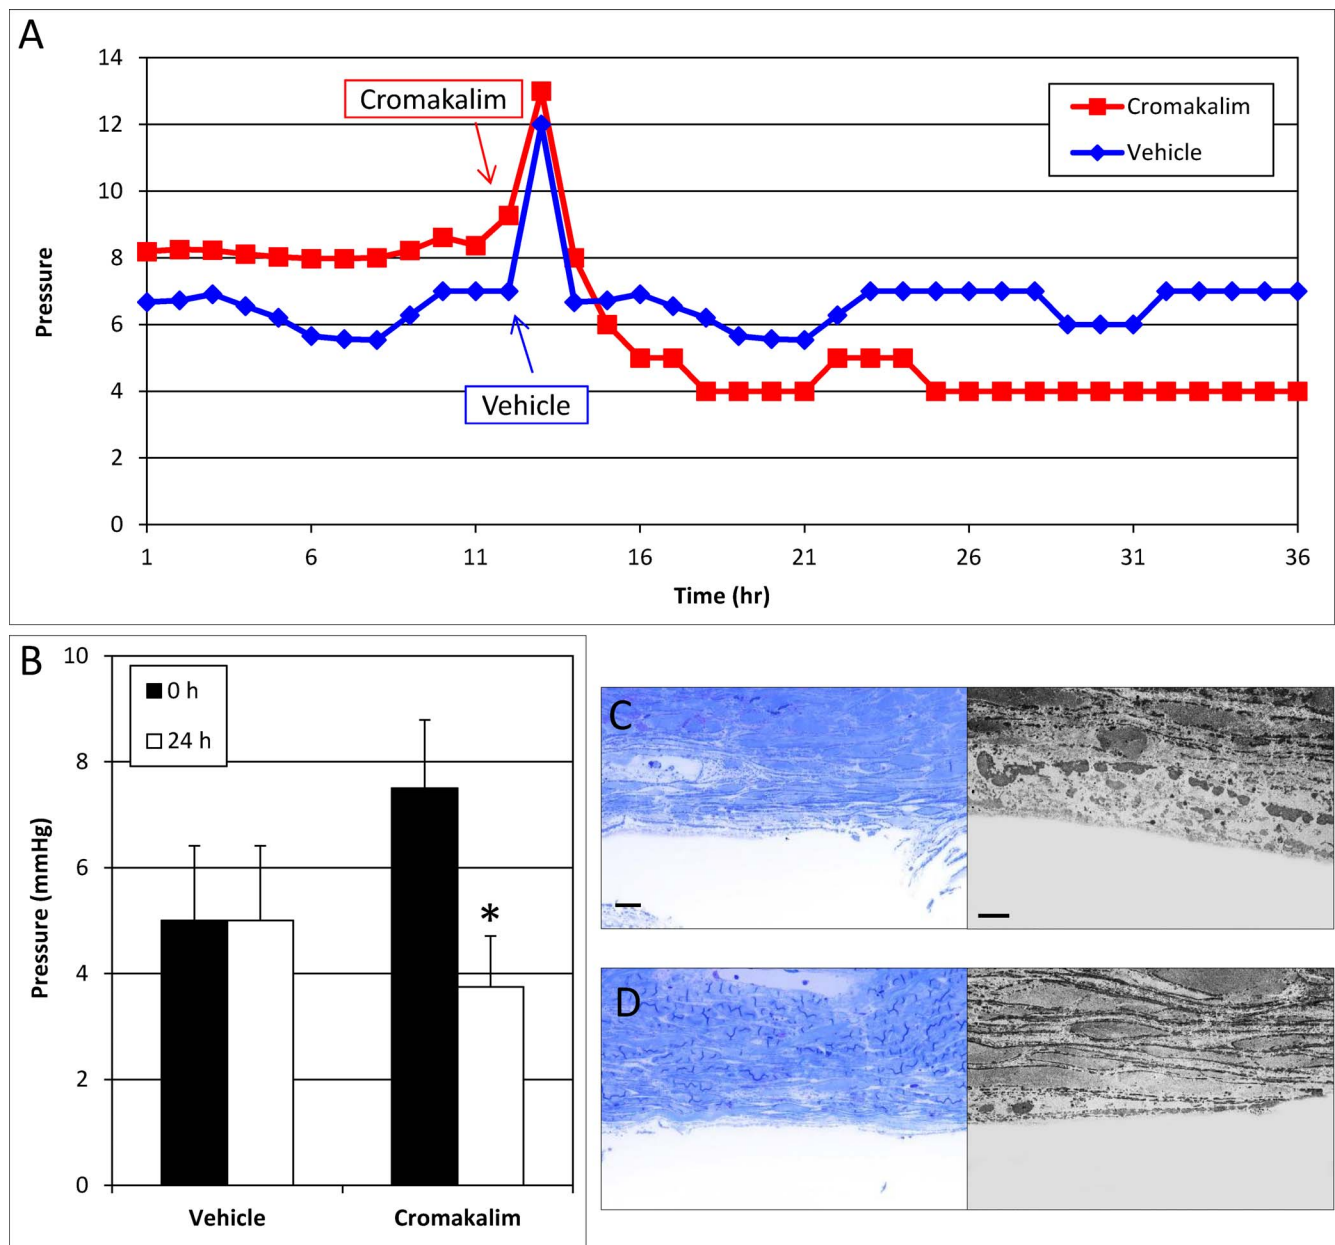 A
14
12
10
8
6
4
2
0
Pressure
Cromakalim
Vehicle
Cromakalim
Vehicle
1 6 11 16 21 26 31 36
Time (hr)
B
10
8
6
4
2
0
Pressure (mmHg)
0 h
24 h
*
Vehicle Cromakalim
C
D